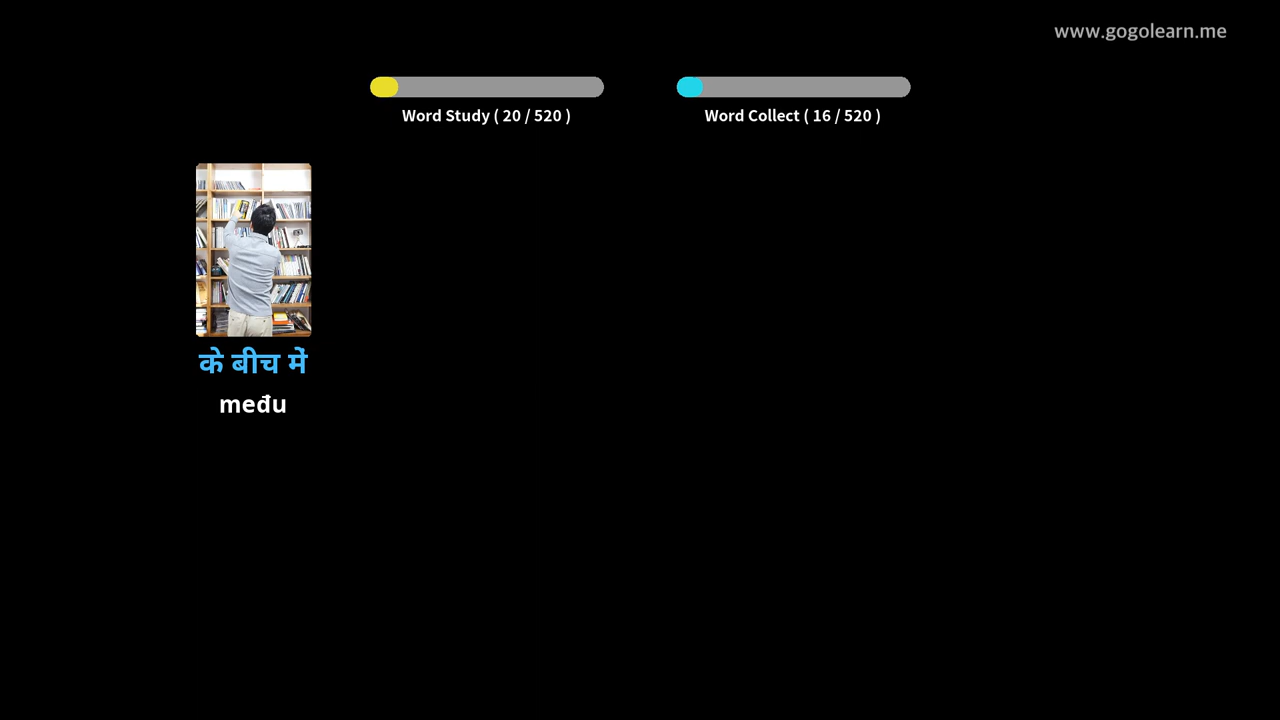 www.gogolearn.me
Word Study ( 20 / 520 )
Word Collect ( 16 / 520 )
के बीच में
među